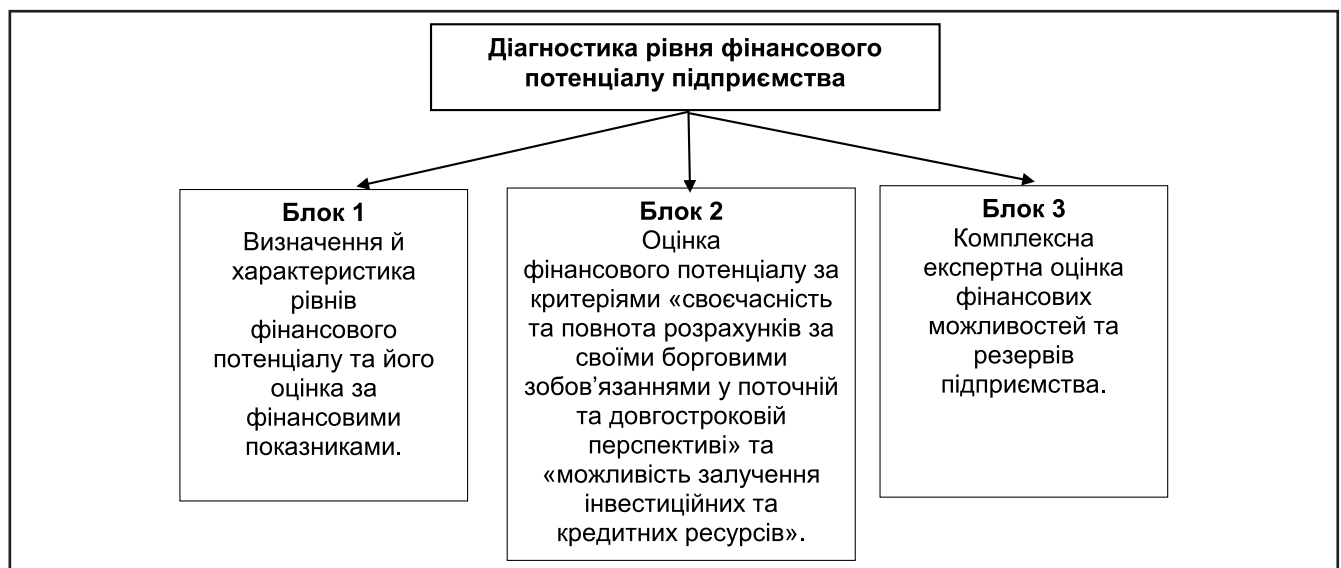 Діагностика рівня фінансового
потенціалу підприємства
Блок 1
Визначення й
характеристика
рівнів
фінансового
потенціалу та його
оцінка за
фінансовими
показниками.
Блок 2
Оцінка
фінансового потенціалу за
критеріями «своєчасність
та повнота розрахунків за
своїми борговими
зобов’язаннями у поточній
та довгостроковій
перспективі» та
«можливість залучення
інвестиційних та
кредитних ресурсів».
Блок 3
Комплексна
експертна оцінка
фінансових
можливостей та
резервів
підприємства.